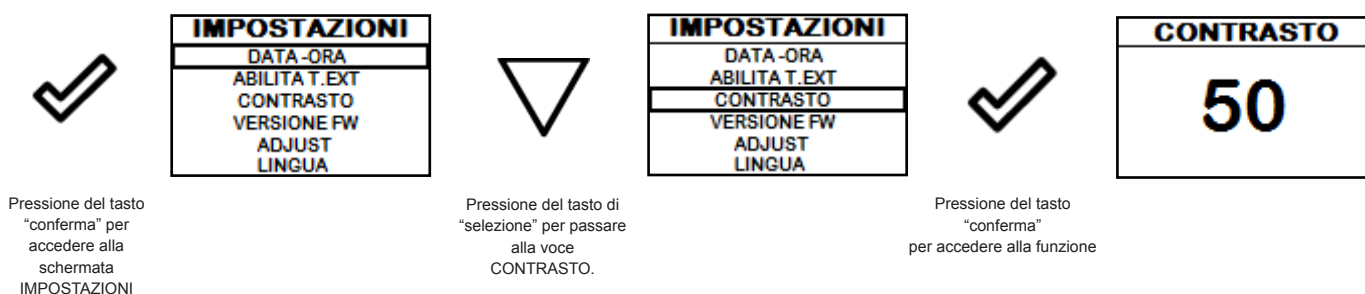 IMPOSTAZIONI
DATA-ORA
ABILITA T.EXT
CONTRASTO
VERSIONE FW
ADJUST
LINGUA
IMPOSTAZIONI
DATA-ORA
ABILITA T.EXT
CONTRASTO
VERSIONE FW
ADJUST
LINGUA
CONTRASTO
50
Pressione del tasto
“conferma” per
accedere alla
schermata
IMPOSTAZIONI
Pressione del tasto di
“selezione” per passare
alla voce
CONTRASTO.
Pressione del tasto
“conferma”
per accedere alla funzione